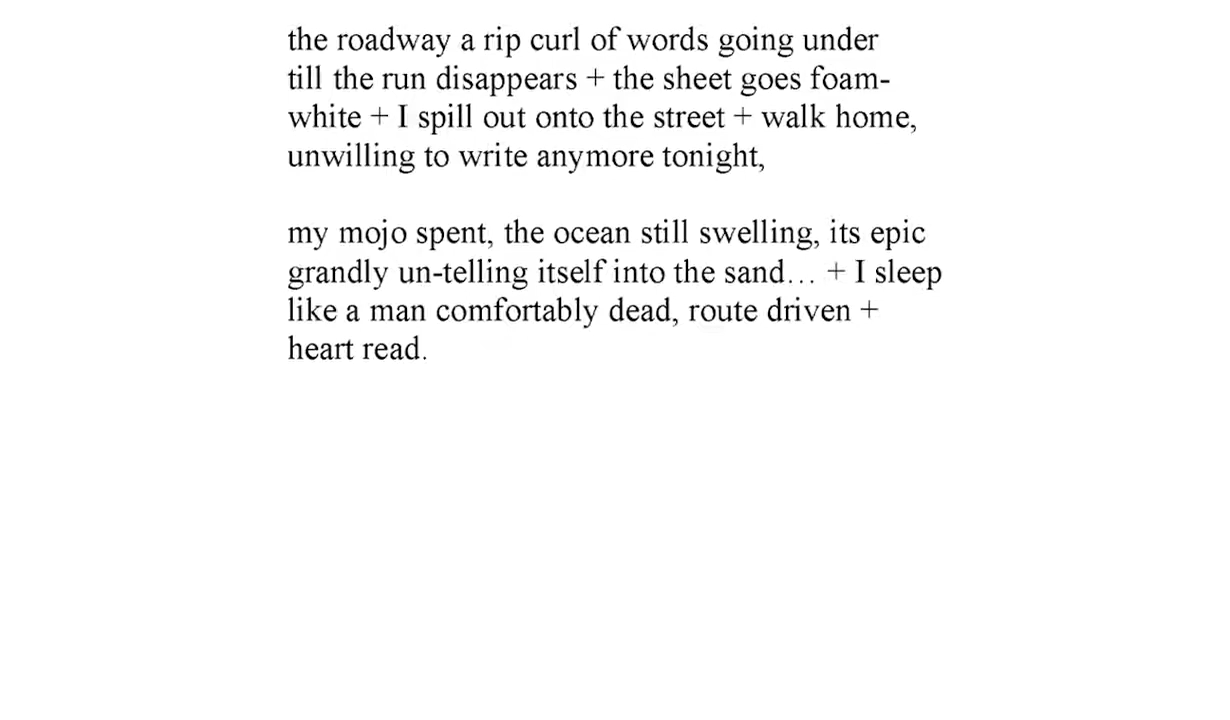 the roadway a rip curl of words going under
till the run disappears + the sheet goes foam-
white + I spill out onto the street + walk home,
unwilling to write anymore tonight,
my mojo spent, the ocean still swelling, its epic
grandly un-telling itself into the sand… + I sleep
like a man comfortably dead, route driven +
heart read.